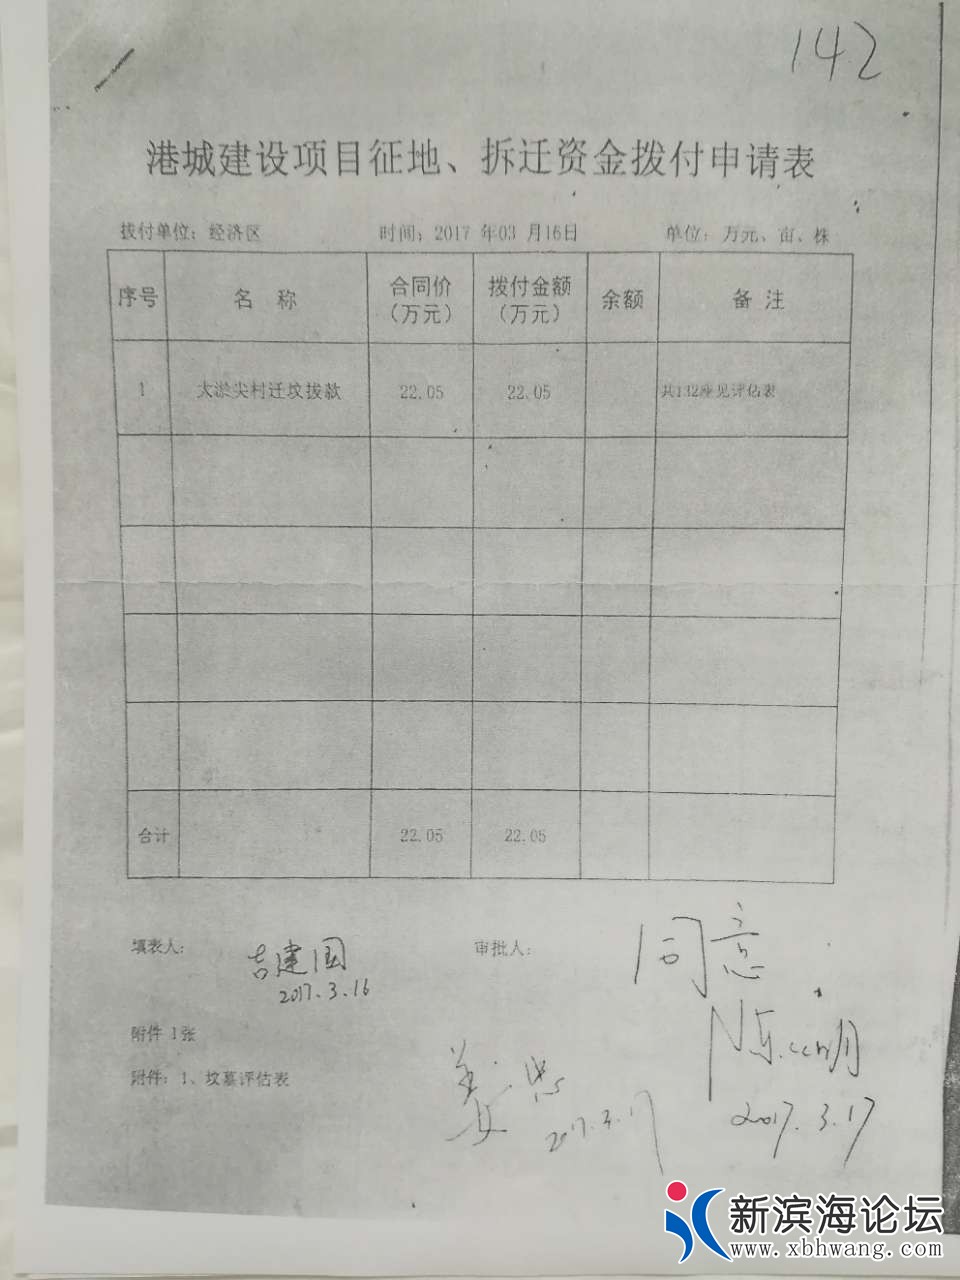 142
港城建设项目征地、拆迁资金拨付申请表
拨付单位：经济区 时间：2017 年03 月16日 单位：万元、亩、株
序号 名 称 合同价（万元） 拨付金额（万元） 余额 备 注
1 大淤尖村迁坟拨款 22.05 22.05 共142座见评估表
合计 22.05 22.05
填表人： 吉建国 审批人： 同意
2017.3.16
附件 1张
附件：1、坟墓评估表
2017.3.17
2017.3.17
新滨海论坛
www.xbhwang.com